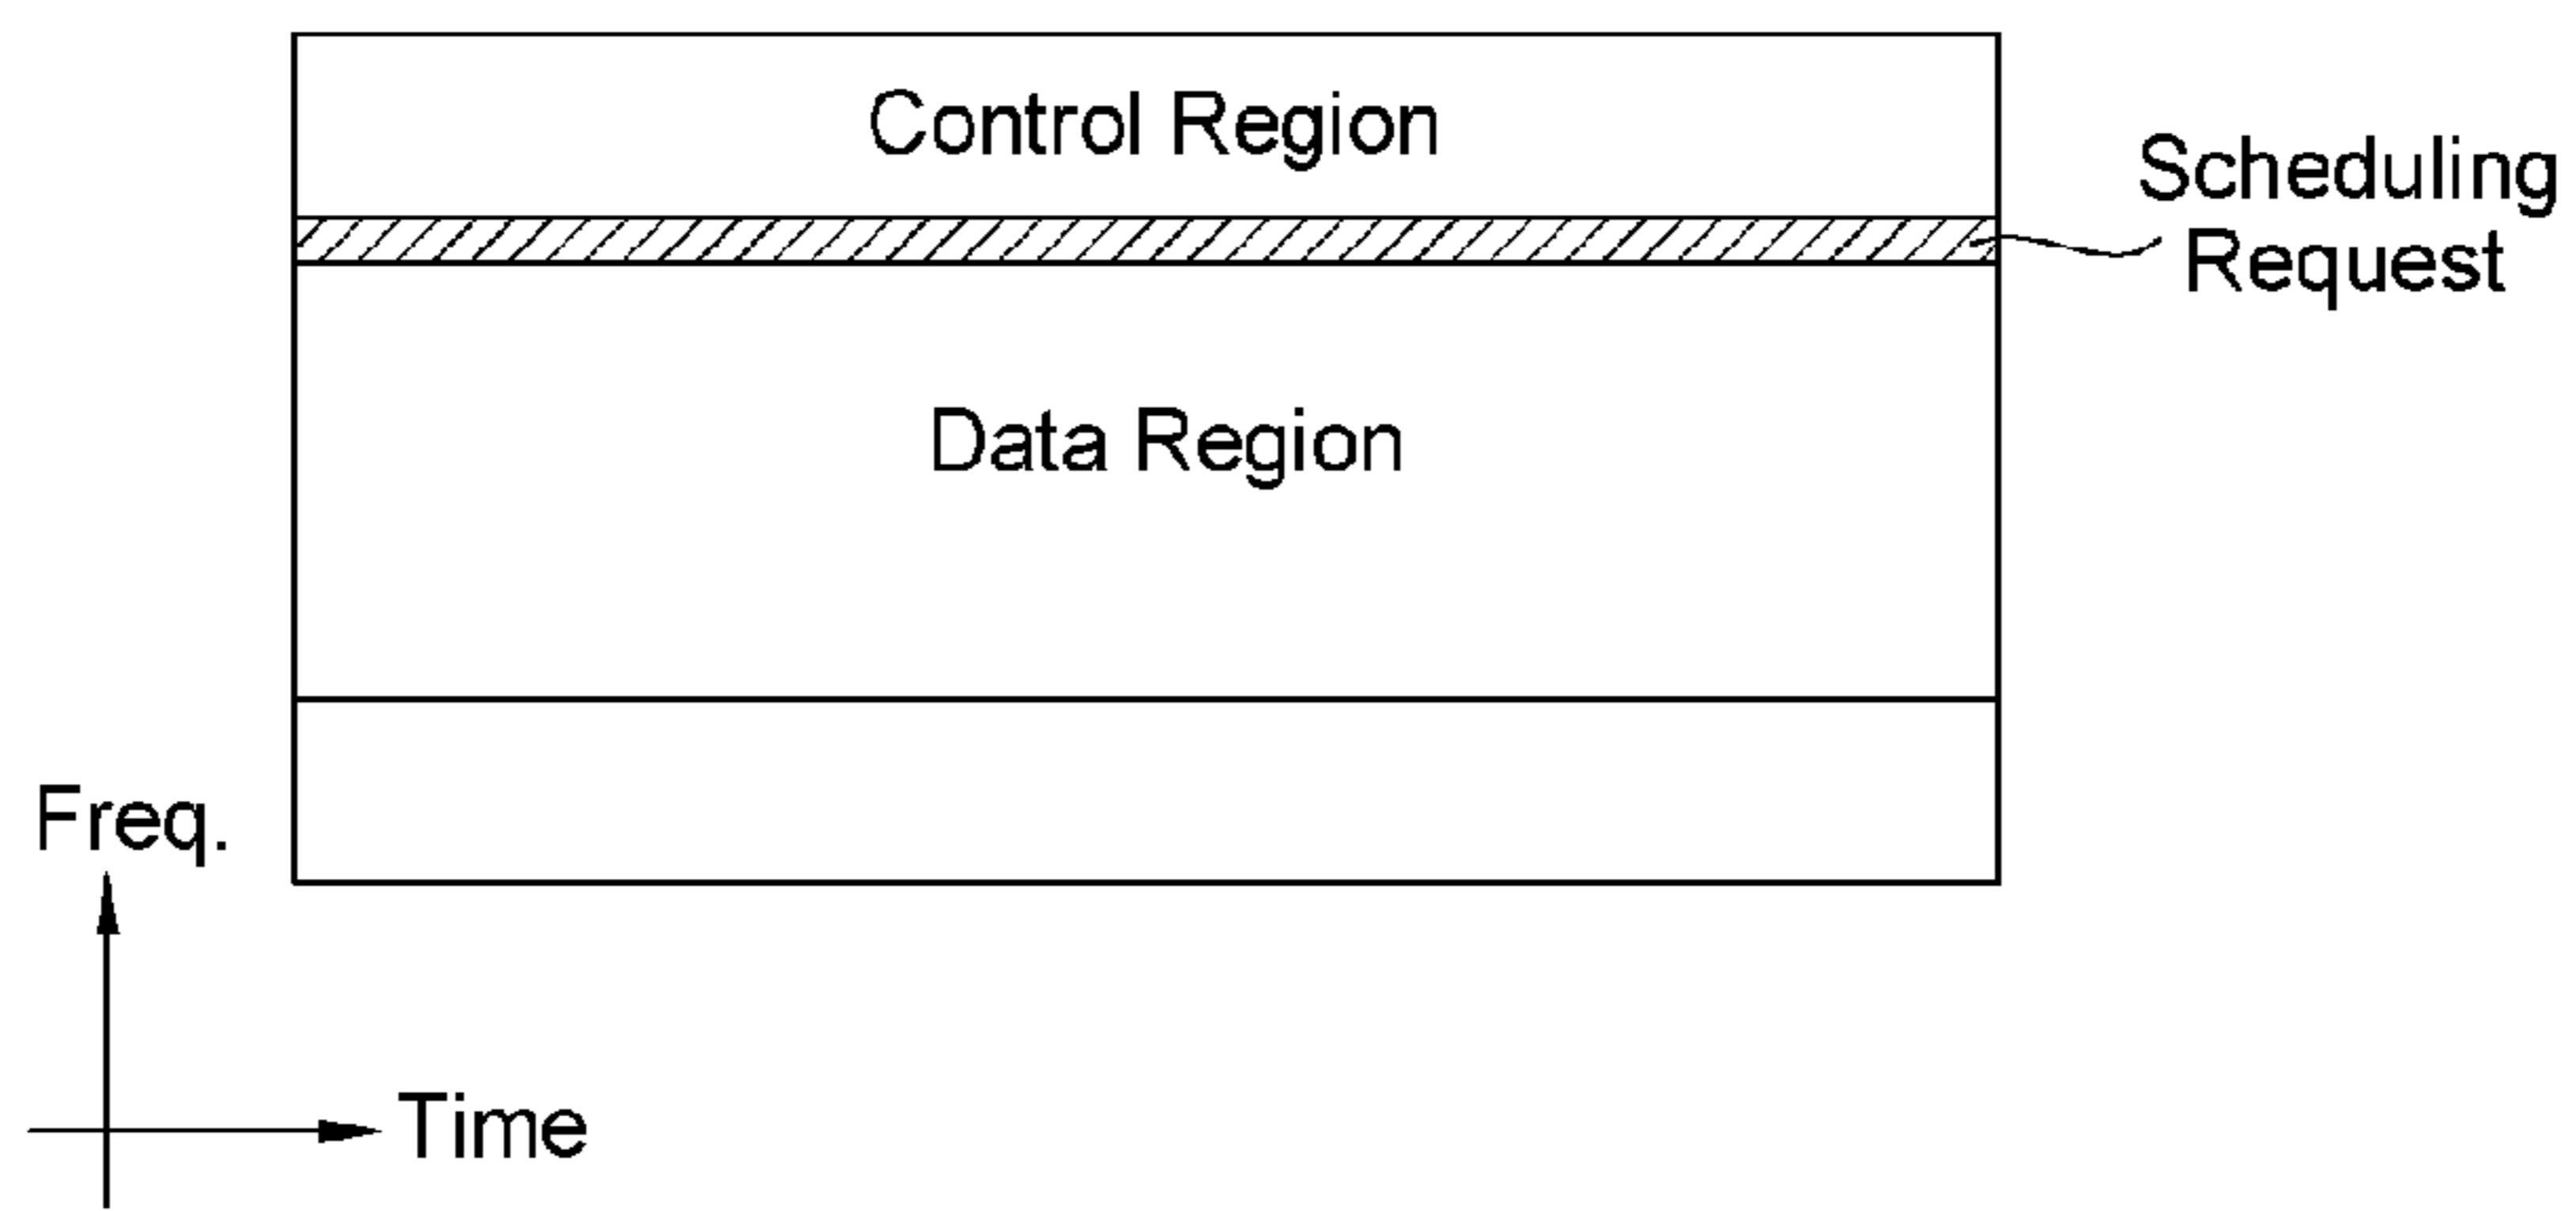 Control Region
Scheduling
Request
Data Region
Freq.
Time